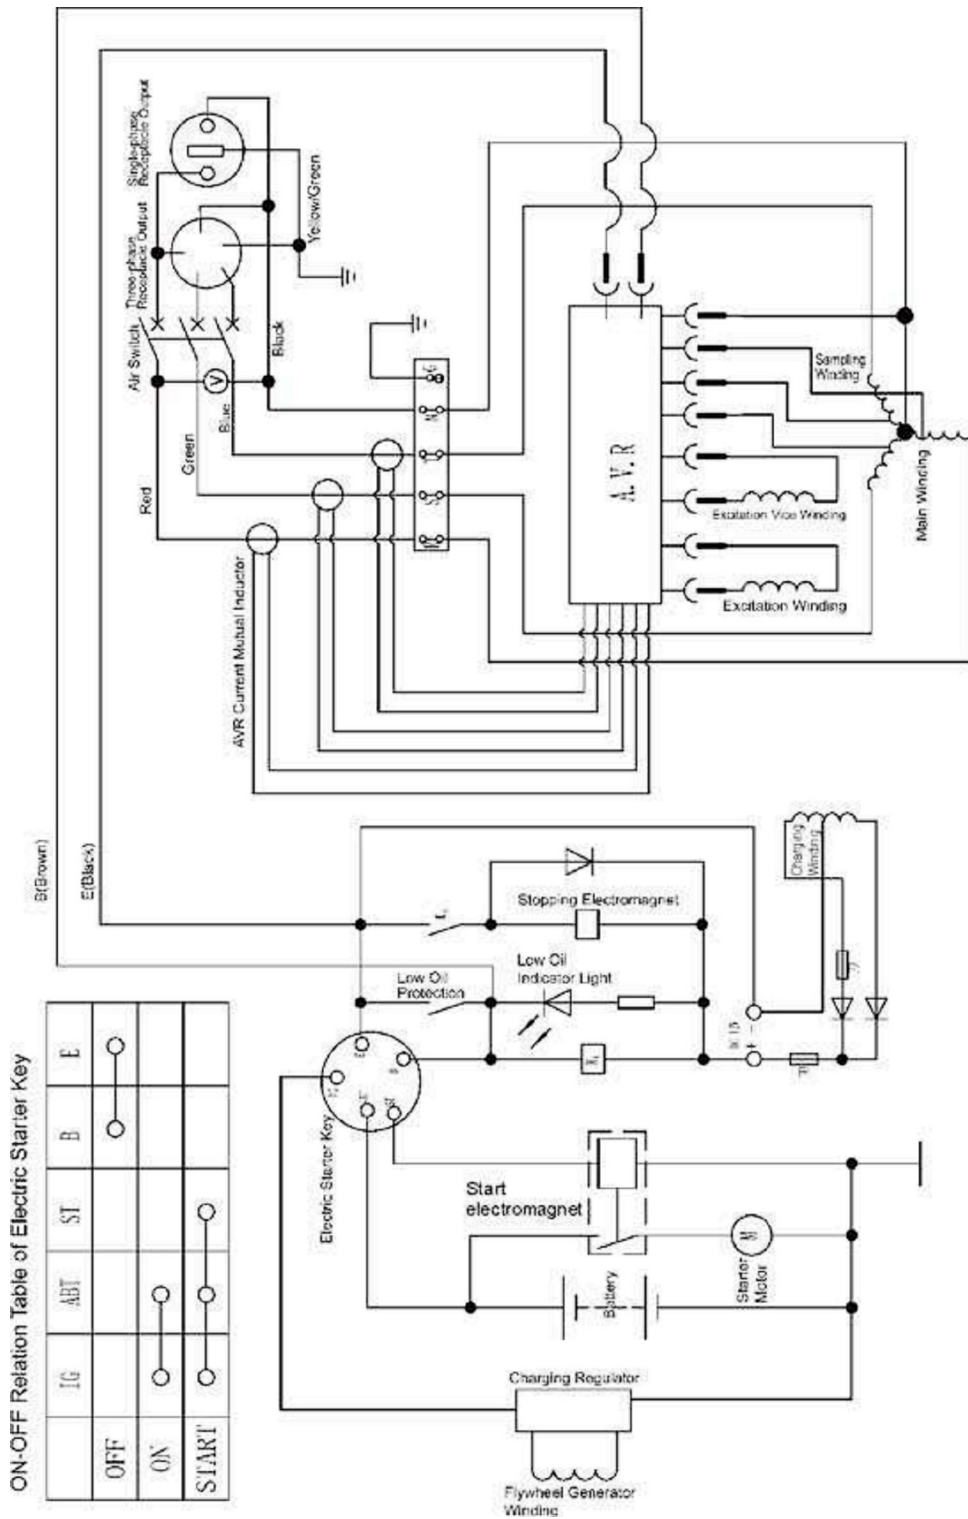 Single-phase
Receptacle Output
Three-phase
Receptacle Output
Yellow/Green
Air Switch
Black
V
Blue
Green
Red
G
N
T
S
A.V.R
Sampling
Winding
Main Winding
Excitation Vice Winding
Excitation Winding
AVR Current Mutual Inductor
B(Brown)
E(Black)
Charging
Winding
Stopping Electromagnet
Low Oil
Indicator Light
Low Oil
Protection
Electric Starter Key
IG
E
B
ST
Start
electromagnet
M
Starter
Motor
Battery
Charging Regulator
Flywheel Generator
Winding
ON-OFF Relation Table of Electric Starter Key
IG
ABT
ST
B
E
OFF
ON
START